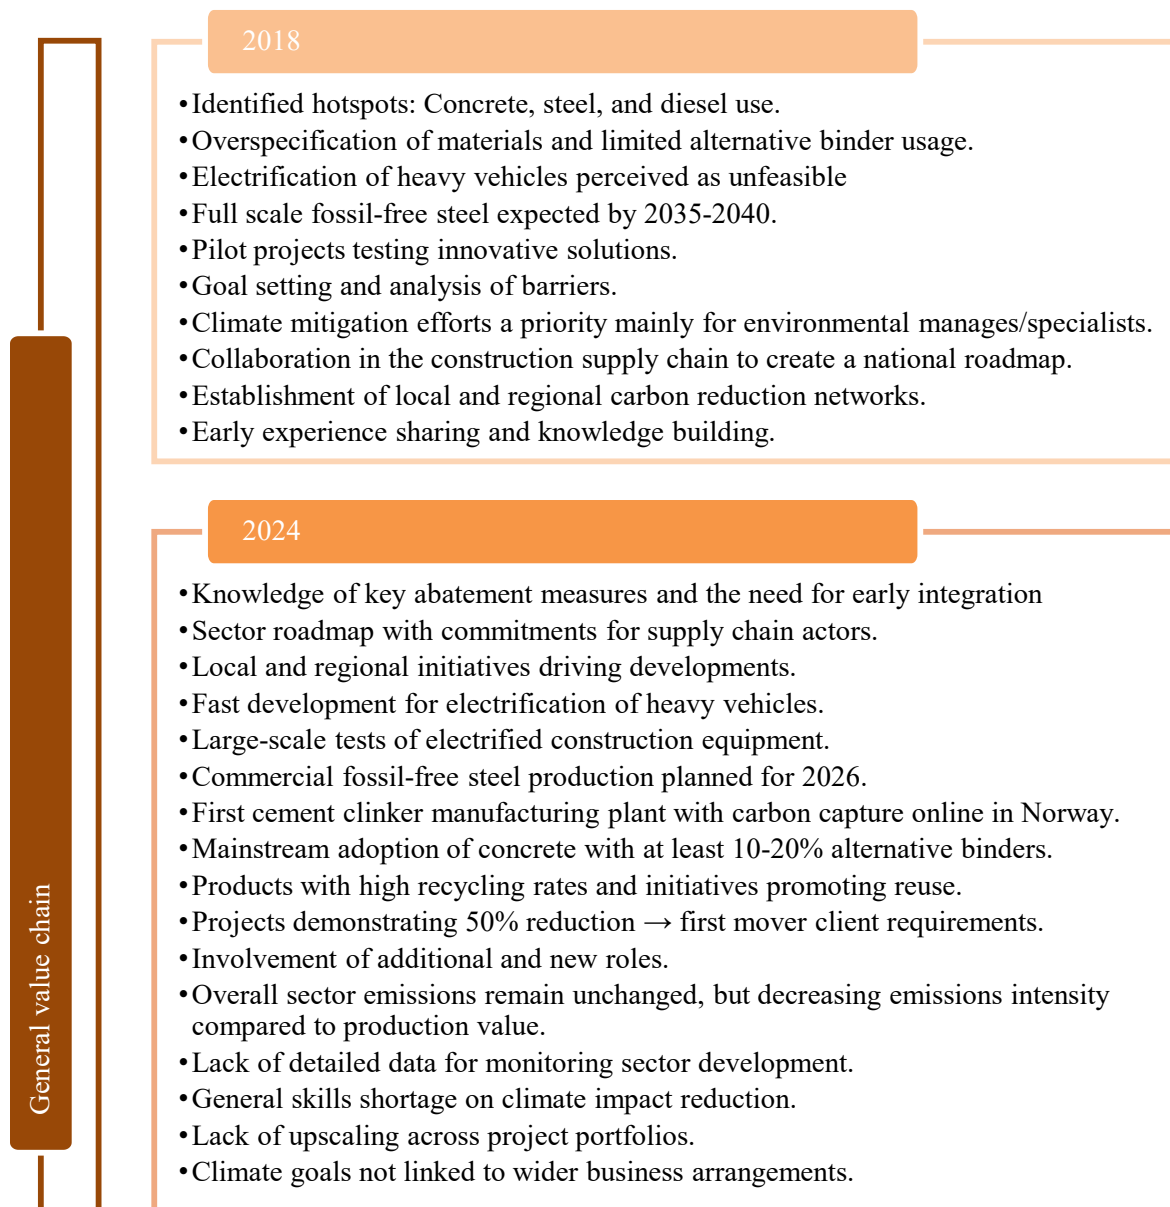 2018
•Identified hotspots: Concrete, steel, and diesel use.
•Overspecification of materials and limited alternative binder usage.
•Electrification of heavy vehicles perceived as unfeasible
•Full scale fossil-free steel expected by 2035-2040.
•Pilot projects testing innovative solutions.
•Goal setting and analysis of barriers.
•Climate mitigation efforts a priority mainly for environmental manages/specialists.
•Collaboration in the construction supply chain to create a national roadmap.
•Establishment of local and regional carbon reduction networks.
•Early experience sharing and knowledge building.
General value chain
2024
•Knowledge of key abatement measures and the need for early integration
•Sector roadmap with commitments for supply chain actors.
•Local and regional initiatives driving developments.
•Fast development for electrification of heavy vehicles.
•Large-scale tests of electrified construction equipment.
•Commercial fossil-free steel production planned for 2026.
•First cement clinker manufacturing plant with carbon capture online in Norway.
•Mainstream adoption of concrete with at least 10-20% alternative binders.
•Products with high recycling rates and initiatives promoting reuse.
•Projects demonstrating 50% reduction → first mover client requirements.
•Involvement of additional and new roles.
•Overall sector emissions remain unchanged, but decreasing emissions intensity
compared to production value.
•Lack of detailed data for monitoring sector development.
•General skills shortage on climate impact reduction.
•Lack of upscaling across project portfolios.
•Climate goals not linked to wider business arrangements.